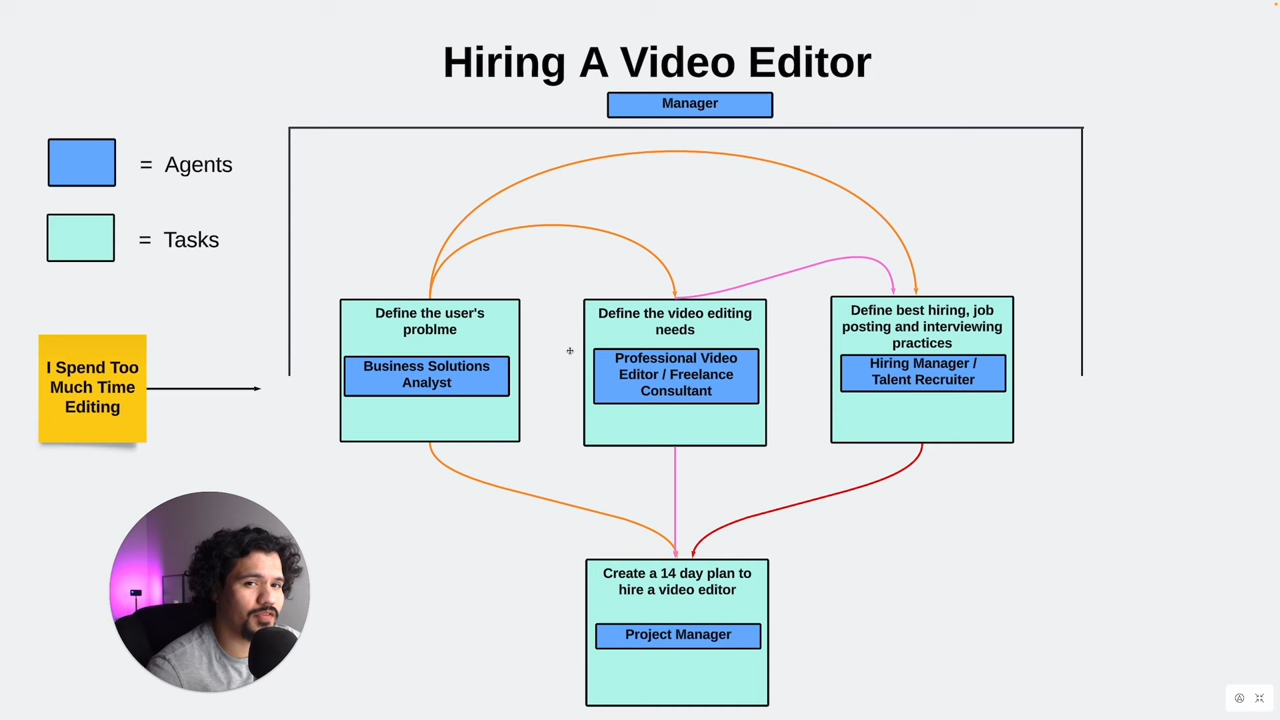 Hiring A Video Editor
Manager
= Agents
= Tasks
I Spend Too
Much Time
Editing
Define the user's
problme
Business Solutions
Analyst
Define the video editing
needs
Professional Video
Editor / Freelance
Consultant
Define best hiring, job
posting and interviewing
practices
Hiring Manager /
Talent Recruiter
Create a 14 day plan to
hire a video editor
Project Manager